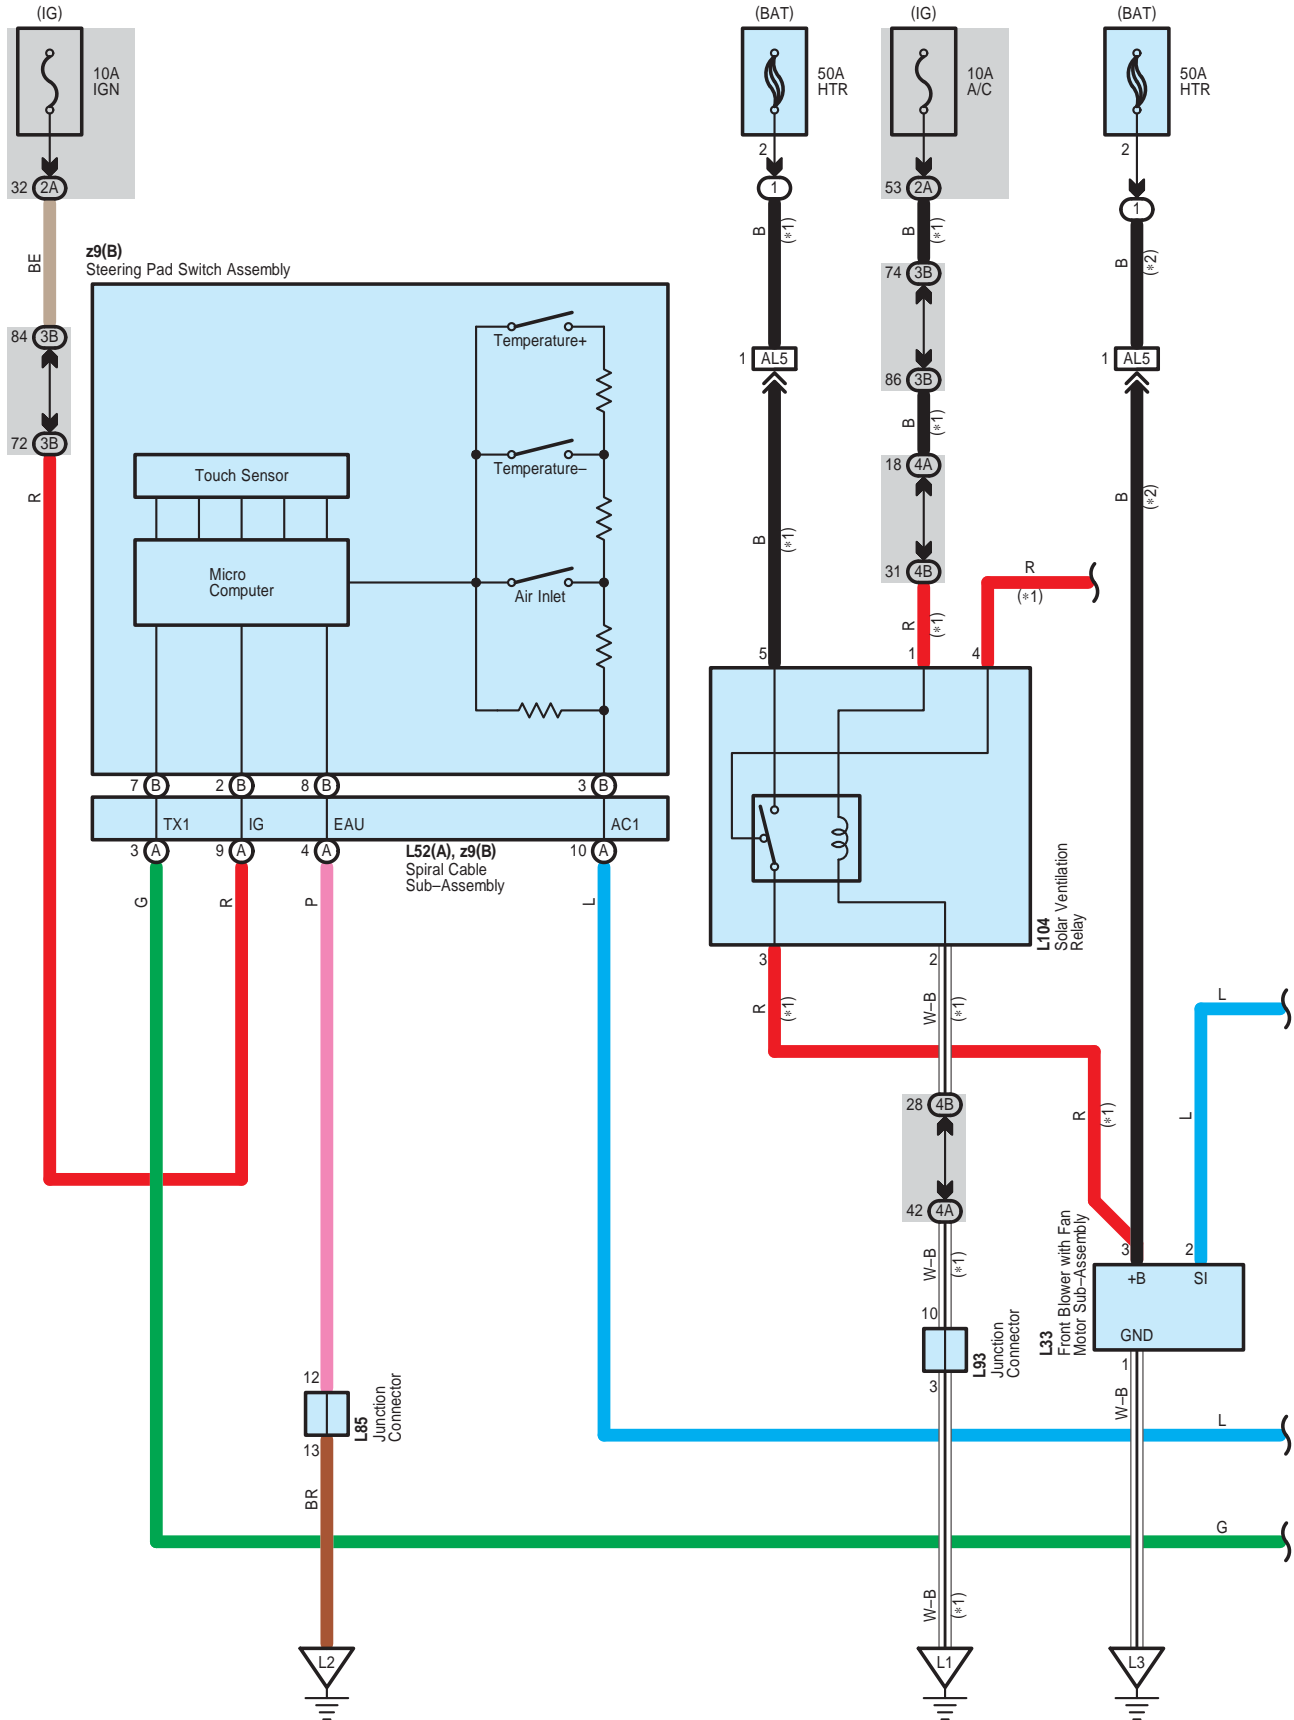 (IG)
(BAT)
(IG)
(BAT)
10A
IGN
50A
HTR
10A
A/C
50A
HTR
2
2
32 2A
1
53 2A
1
BE
B
(*1)
B
(*1)
B
(*2)
z9(B)
Steering Pad Switch Assembly
74 3B
84 3B
Temperature+
1 AL5
1 AL5
86 3B
B
(*1)
72 3B
Temperature−
18 4A
Touch Sensor
R
B
(*1)
B
(*2)
Micro
Computer
Air Inlet
31 4B
R
(*1)
R
(*1)
5
1
4
7 B
2 B
8 B
3 B
TX1
IG
EAU
AC1
3 A
9 A
4 A
10 A
L52(A), z9(B)
Spiral Cable
Sub−Assembly
G
R
P
L
L104
Solar Ventilation
Relay
3
2
R
(*1)
W−B
(*1)
L
28 4B
R
(*1)
L
42 4A
L33
Front Blower with Fan
Motor Sub−Assembly
3
2
+B
SI
GND
W−B
(*1)
10
L93
Junction
Connector
3
1
W−B
12
L85
Junction
Connector
13
L
BR
G
W−B
(*1)
L2
L1
L3